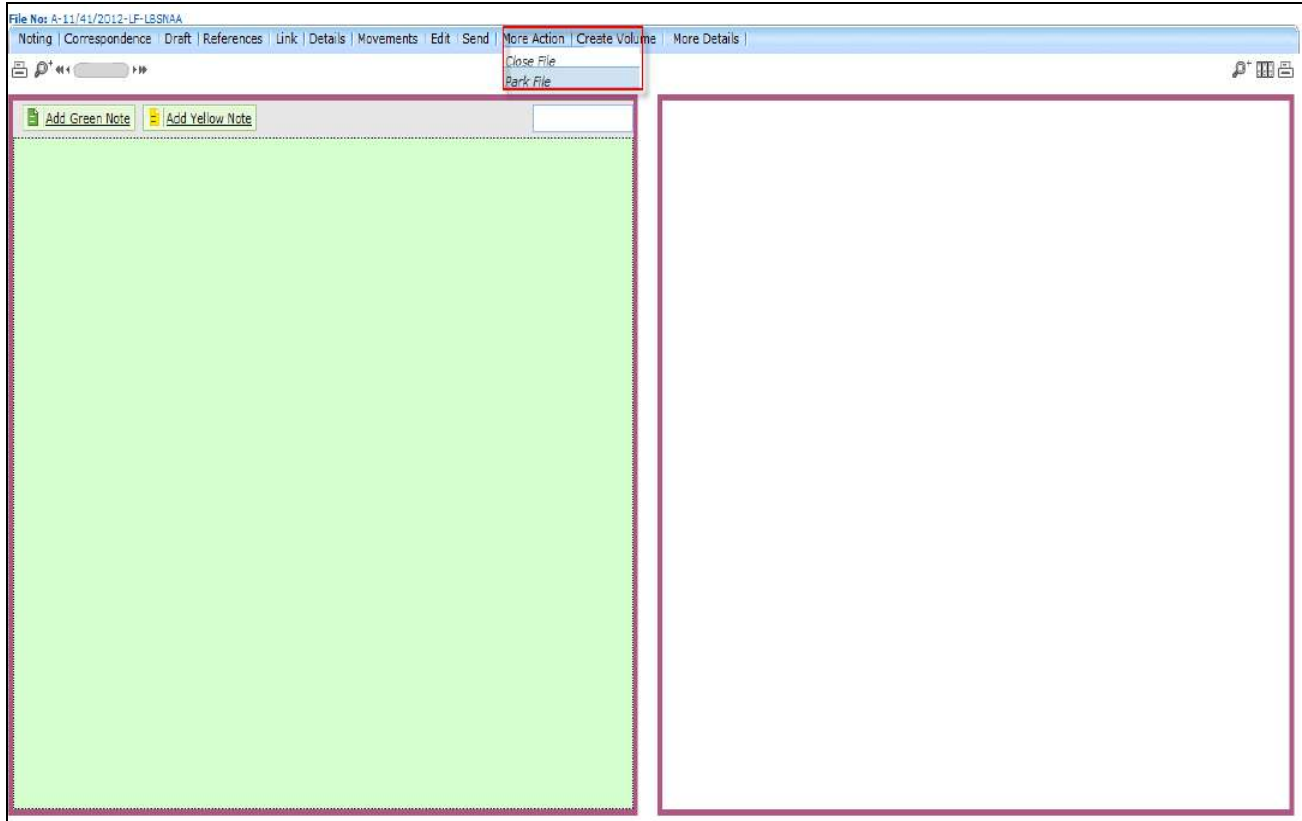 File No: A-11/41/2012-LF-LBSNAA
Noting | Correspondence | Draft | References | Link | Details | Movements | Edit | Send | More Action | Create Volume | More Details |
Close File
Park File
Add Green Note Add Yellow Note